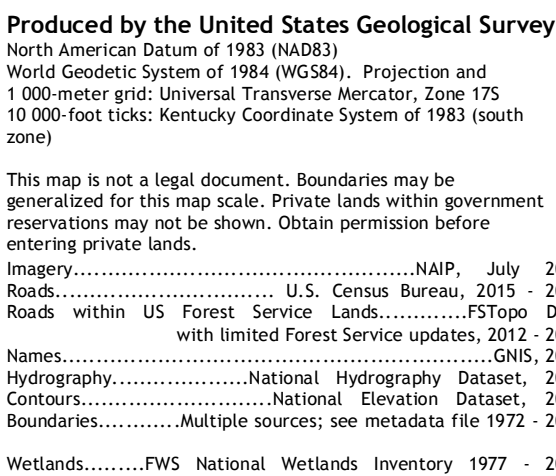 Produced by the United States Geological Survey
North American Datum of 1983 (NAD83)
World Geodetic System of 1984 (WGS84). Projection and
1 000-meter grid: Universal Transverse Mercator, Zone 17S
10 000-foot ticks: Kentucky Coordinate System of 1983 (south
zone)
This map is not a legal document. Boundaries may be
generalized for this map scale. Private lands within government
reservations may not be shown. Obtain permission before
entering private lands.
Imagery..................................................NAIP, July
Roads................................ U.S. Census Bureau, 2015 -
Roads within US Forest Service Lands.............FSTopo
with limited Forest Service updates, 2012 -
Names...............................................................GNIS,
Hydrography....................National Hydrography Dataset,
Contours............................National Elevation Dataset,
Boundaries............Multiple sources; see metadata file 1972 -
Wetlands.........FWS National Wetlands Inventory 1977 -